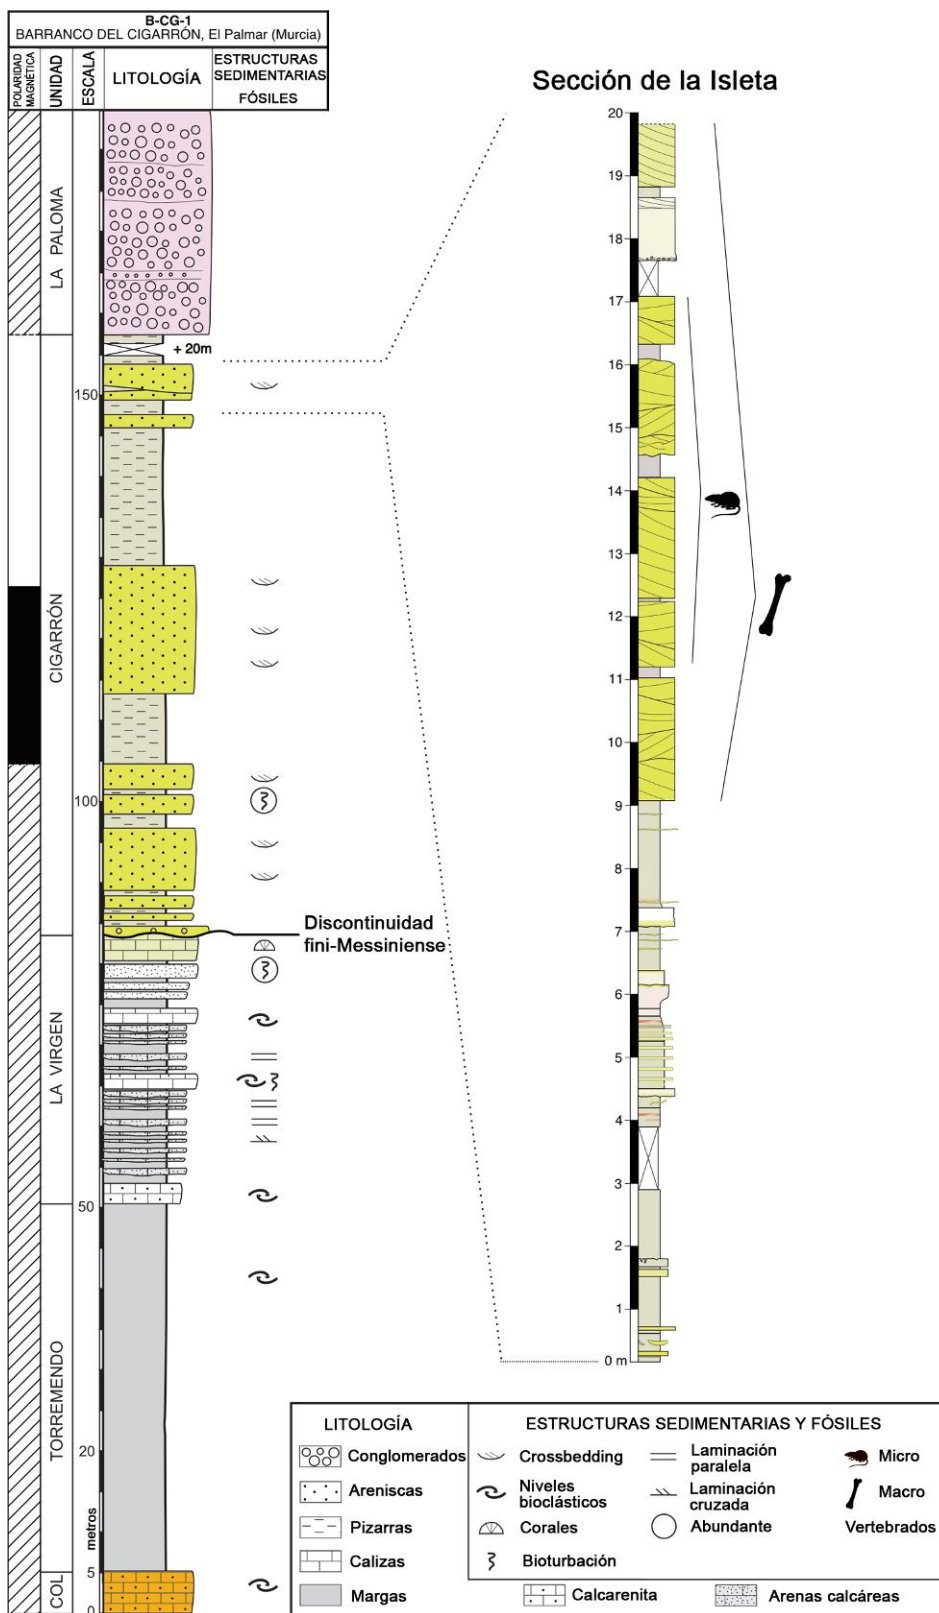 B-CG-1
BARRANCO DEL CIGARRÓN, El Palmar (Murcia)
POLARIDAD
MAGNÉTICA
UNIDAD
ESCALA
LITOLOGÍA
ESTRUCTURAS
SEDIMENTARIAS
FÓSILES
LA PALOMA
CIGARRÓN
LA VIRGEN
TORREMENDO
COL
+ 20m
150
100
50
20
metros
5
0
Discontinuidad
fini-Messiniense
Sección de la Isleta
20
19
18
17
16
15
14
13
12
11
10
9
8
7
6
5
4
3
2
1
0 m
LITOLOGÍA
Conglomerados
Areniscas
Pizarras
Calizas
Margas
ESTRUCTURAS SEDIMENTARIAS Y FÓSILES
Crossbedding
Niveles
bioclásticos
Corales
Bioturbación
Laminación
paralela
Laminación
cruzada
Abundante
Micro
Macro
Vertebrados
Calcarenita
Arenas calcáreas